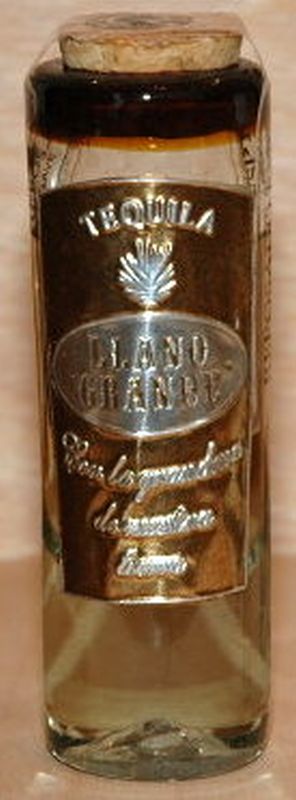 TEQUILA
LLANO
GRANDE
Con la grandeza
de nuestra
tierra